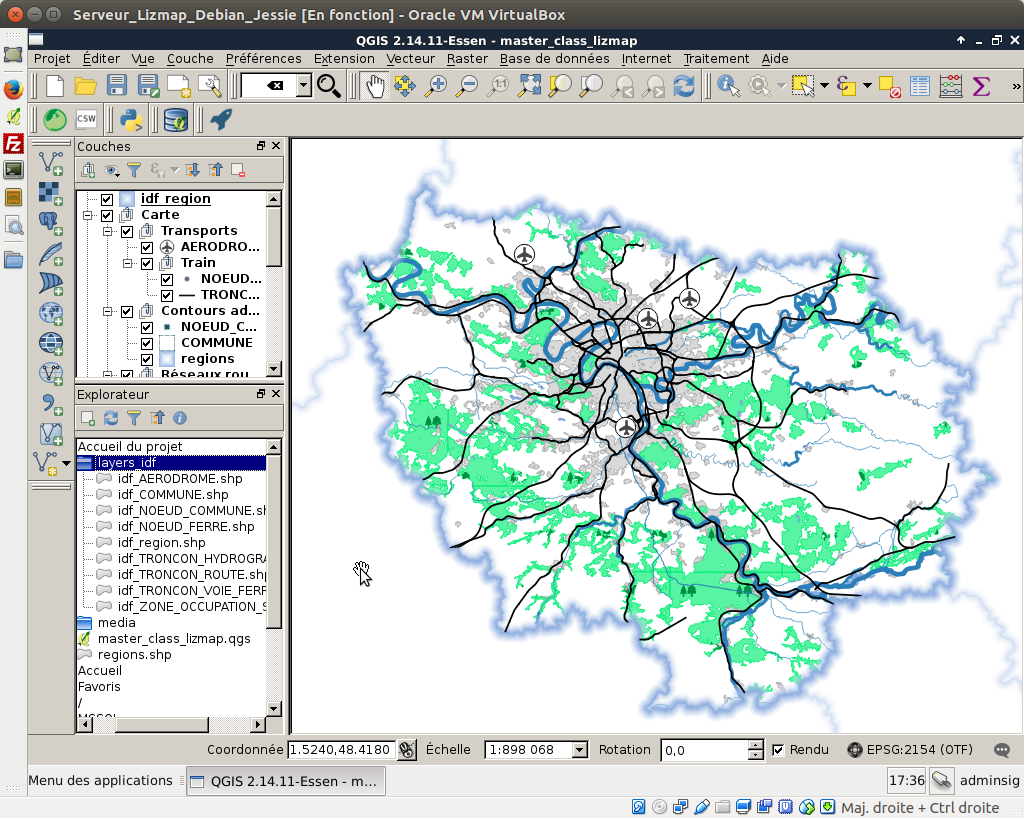 Serveur_Lizmap_Debian_Jessie [En fonction] - Oracle VM VirtualBox
QGIS 2.14.11-Essen - master_class_lizmap
Projet Éditer Vue Couche Préférences Extension Vecteur Raster Base de données Internet Traitement Aide
1:1
»
CSW
Fz
Couches
idf_region
Carte
Transports
AERODRO...
Train
NOEUD...
TRONC...
Contours ad...
NOEUD_C...
COMMUNE
regions
Réseaux rou...
Explorateur
Accueil du projet
layers_idf
idf_AERODROME.shp
idf_COMMUNE.shp
idf_NOEUD_COMMUNE.sh
idf_NOEUD_FERRE.shp
idf_region.shp
idf_TRONCON_HYDROGRA
idf_TRONCON_ROUTE.shp
idf_TRONCON_VOIE_FERR
idf_ZONE_OCCUPATION_S
media
master_class_lizmap.qgs
regions.shp
Accueil
Favoris
/
MSSQL
Coordonnée 1.5240,48.4180 Échelle 1:898 068 Rotation 0,0 Rendu EPSG:2154 (OTF)
Menu des applications QGIS 2.14.11-Essen - m... 17:36 adminsig
Maj. droite + Ctrl droite